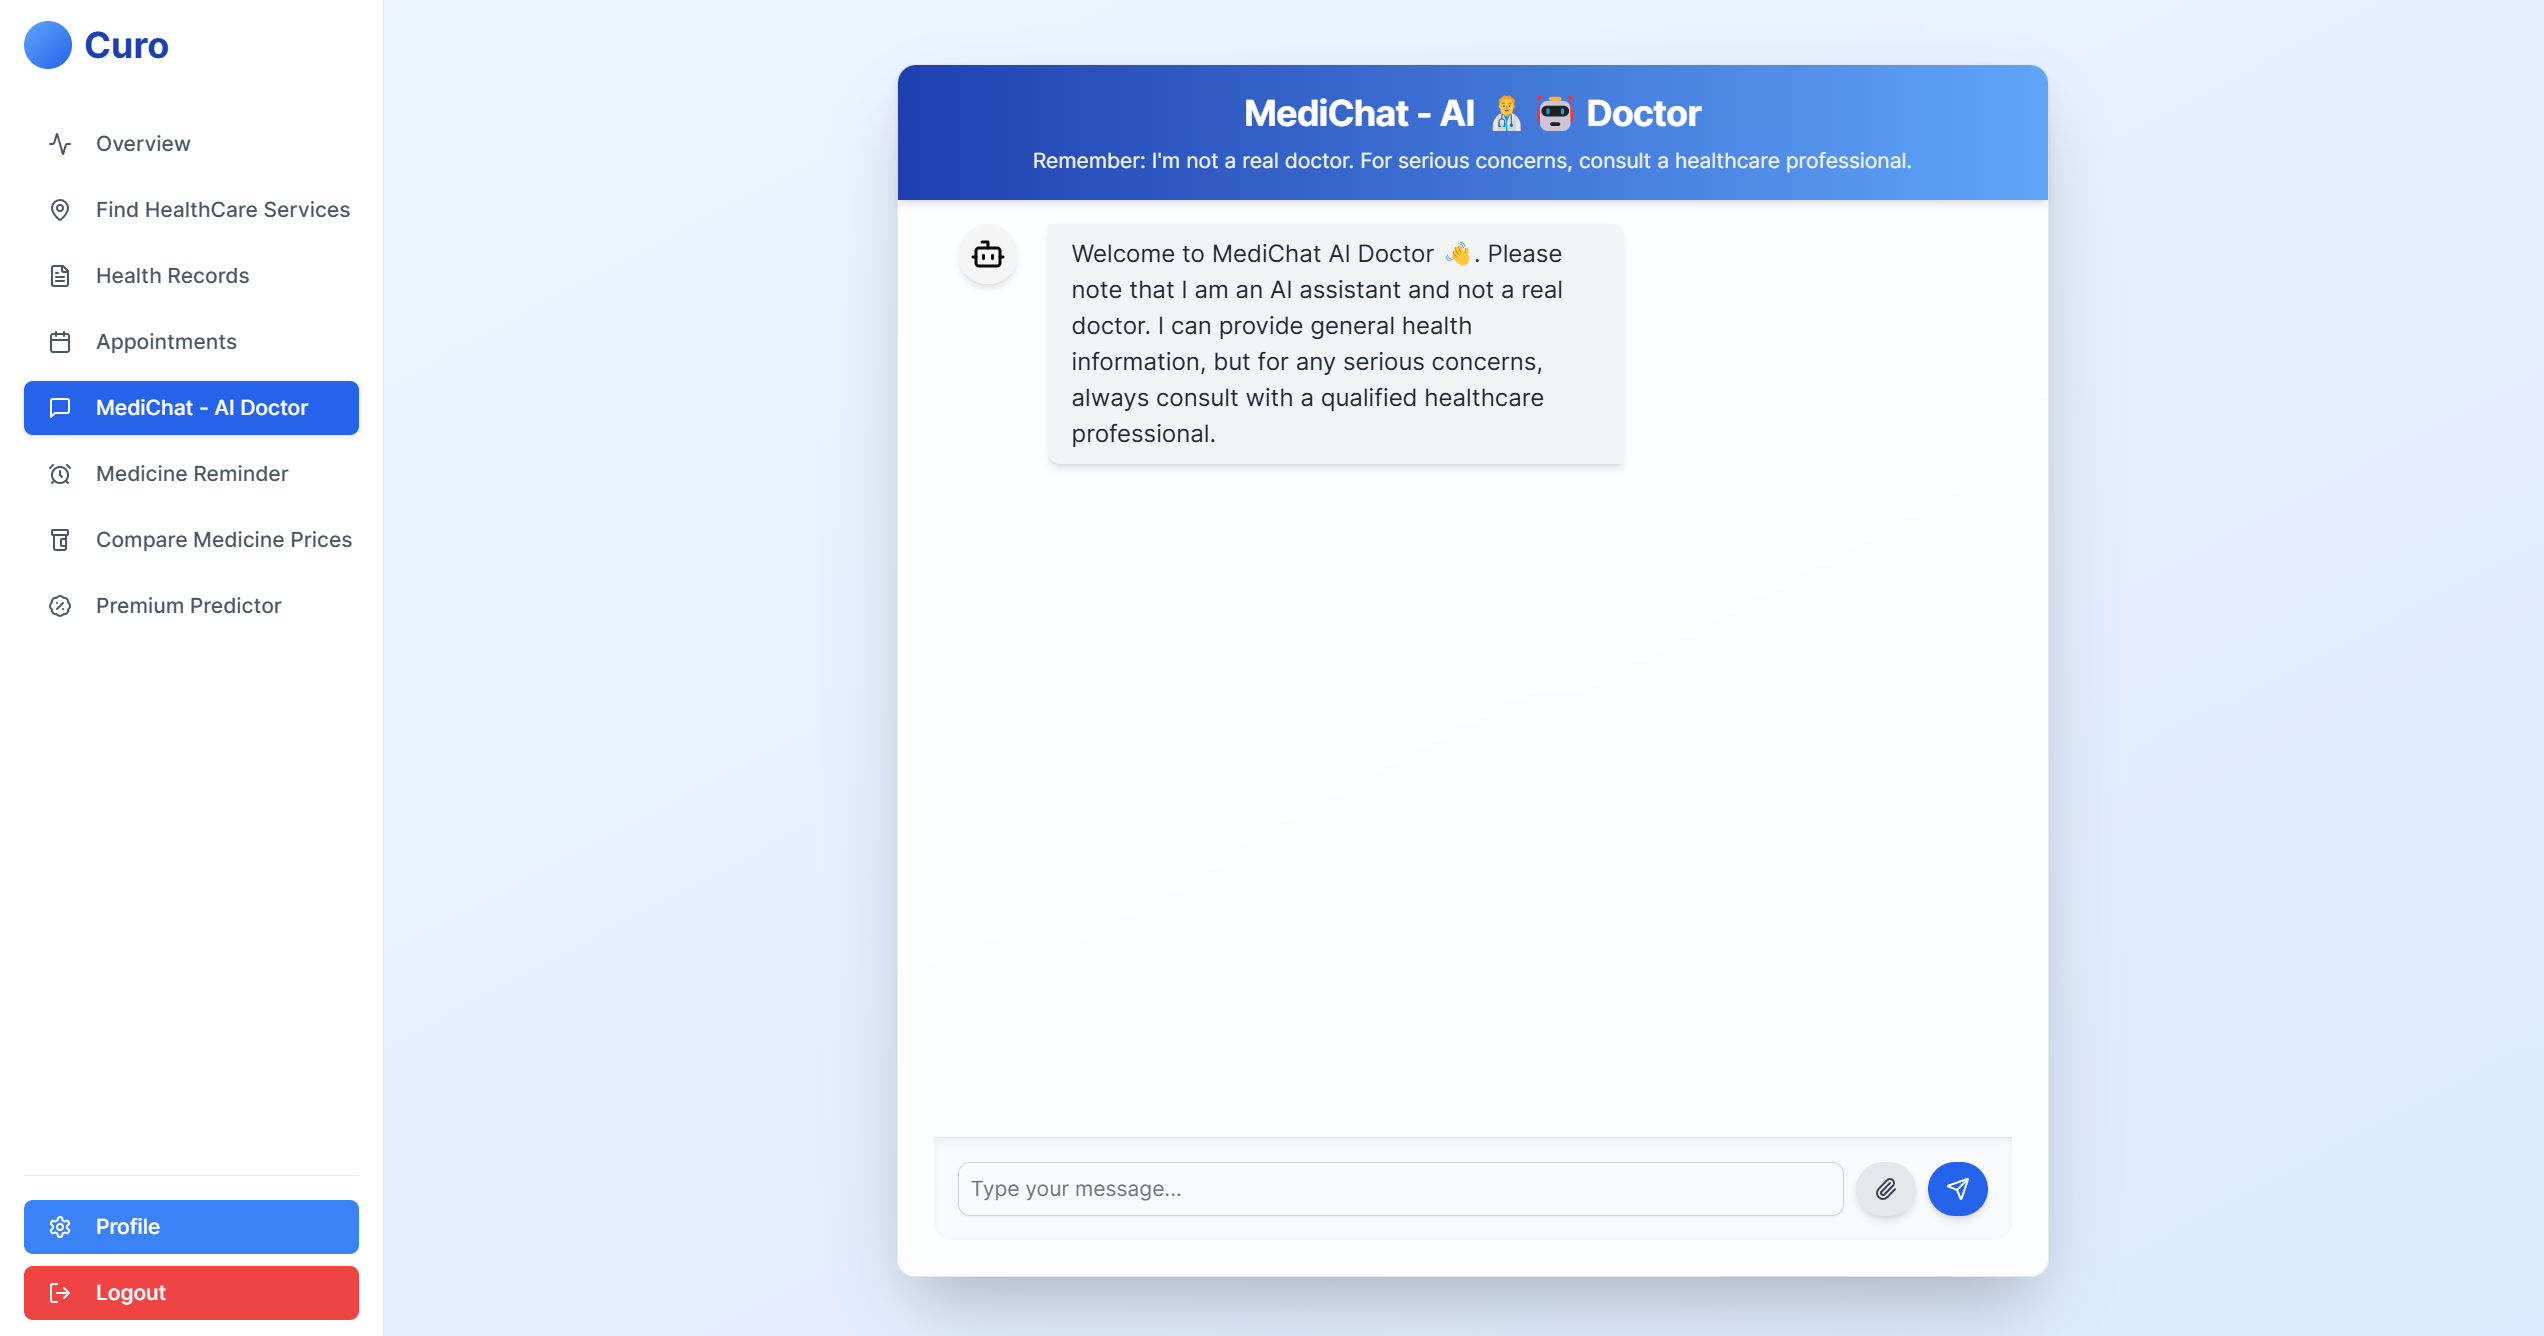 Curo
Overview
Find HealthCare Services
Health Records
Appointments
MediChat - AI Doctor
Medicine Reminder
Compare Medicine Prices
Premium Predictor
Profile
Logout
MediChat - AI 👨‍⚕️ 🤖 Doctor
Remember: I'm not a real doctor. For serious concerns, consult a healthcare professional.
Welcome to MediChat AI Doctor 👋. Please
note that I am an AI assistant and not a real
doctor. I can provide general health
information, but for any serious concerns,
always consult with a qualified healthcare
professional.
Type your message...